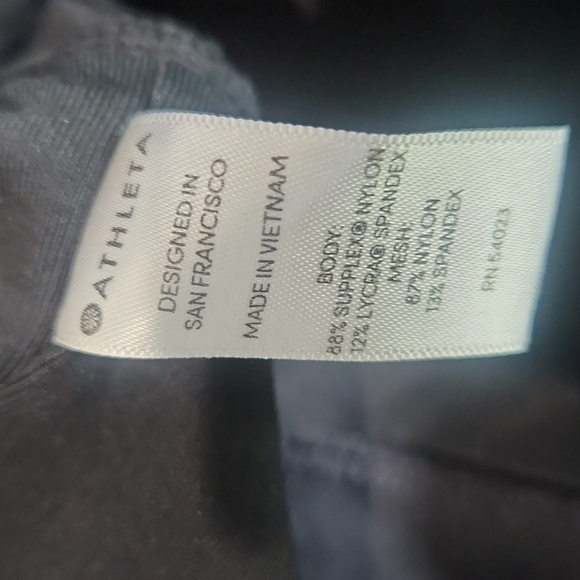 ATHLETA
DESIGNED IN
SAN FRANCISCO
MADE IN VIETNAM
BODY:
88% SUPPLEX® NYLON
12% LYCRA® SPANDEX
MESH:
87% NYLON
13% SPANDEX
RN 54023